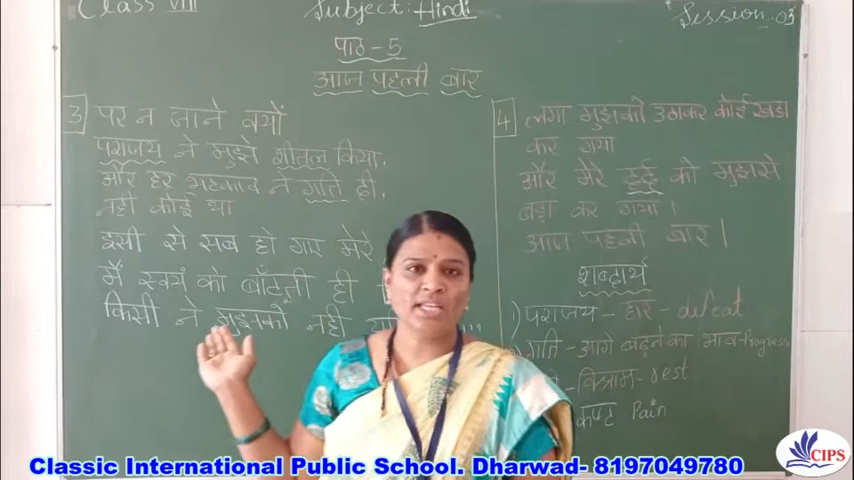 Class VIII
Subject: Hindi
Session: 03
पाठ - 5
आज पहली बार
3
पर न जाने क्यों
पराजय ने मुझे शीतल किया,
और हर भटकाव ने गति दी,
नही कोई था
इसी से सब हो गए मेरे
मैं स्वयं को बाँटती ही
किसी ने मुझको नही
4
लगा मुझको उठाकर कोई खडा
कर गया
और मेरे दर्द को मुझसे
बड़ा कर गया।
आज पहली बार।
शब्दार्थ
1) पराजय - हार - defeat
गति - आगे बढ़ने का भाव - Progress
- विश्राम - rest
कष्ट Pain
Classic International Public School. DHARWAD- 8197049780
CIPS